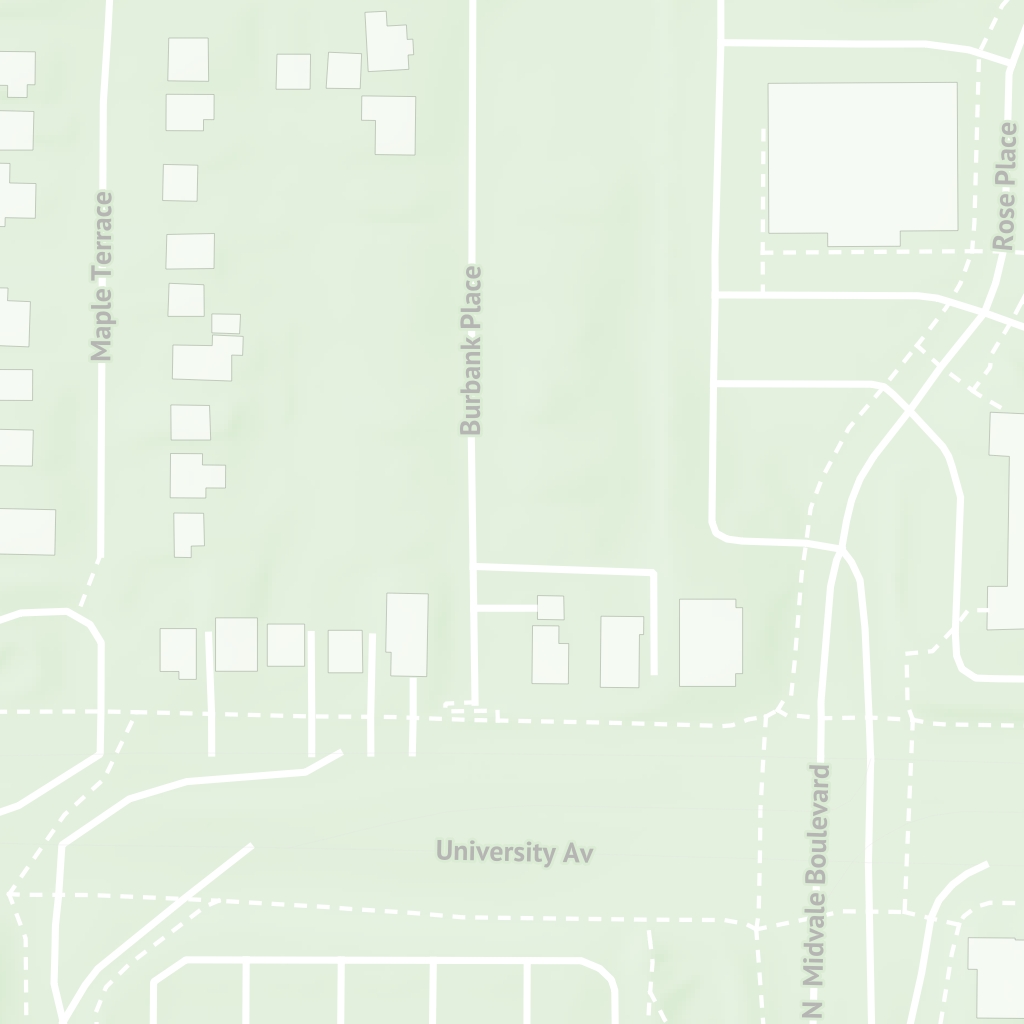 Rose Place
Maple Terrace
Burbank Place
University Av
N Midvale Boulevard